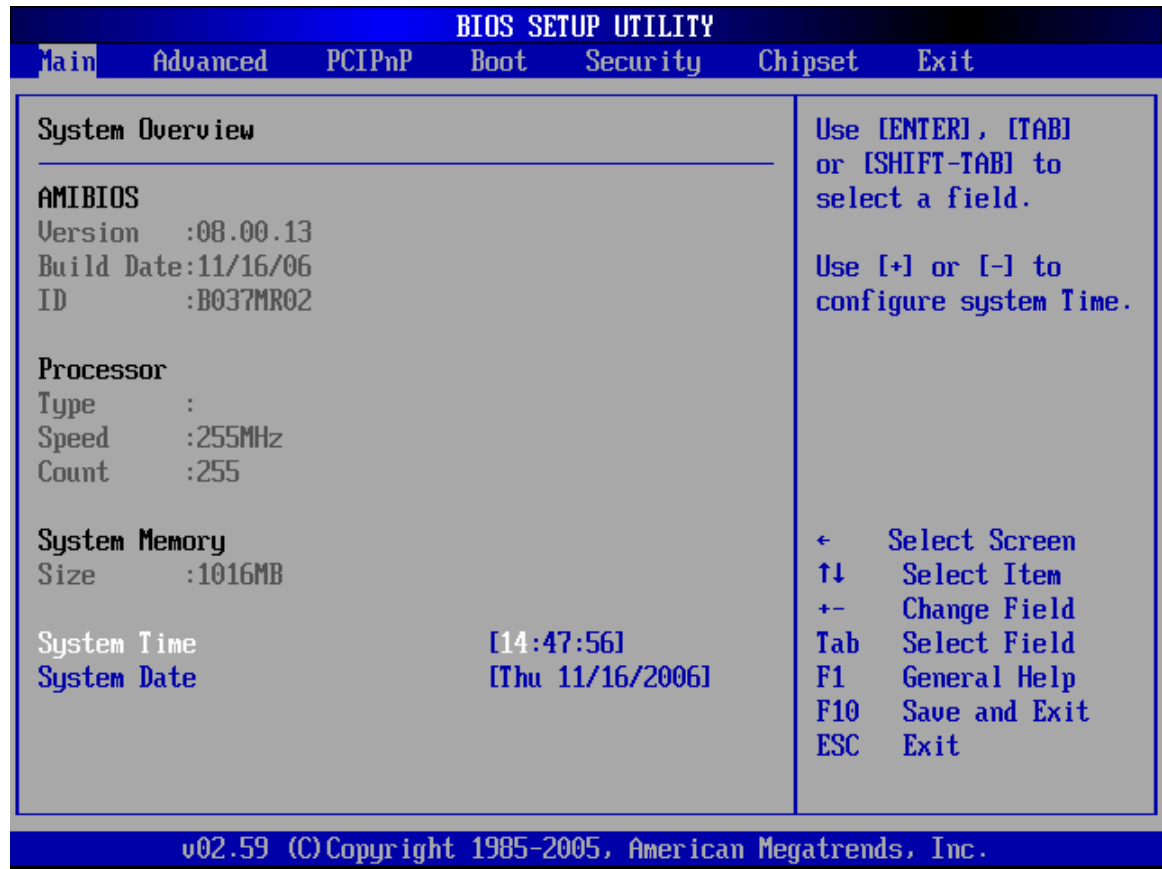 BIOS SETUP UTILITY
Main Advanced PCIPnP Boot Security Chipset Exit
System Overview
AMIBIOS
Version :08.00.13
Build Date:11/16/06
ID :B037MR02
Processor
Type :
Speed :255MHz
Count :255
System Memory
Size :1016MB
System Time [14:47:56]
System Date [Thu 11/16/2006]
Use [ENTER], [TAB]
or [SHIFT-TAB] to
select a field.
Use [+] or [-] to
configure system Time.
← Select Screen
↑↓ Select Item
+- Change Field
Tab Select Field
F1 General Help
F10 Save and Exit
ESC Exit
v02.59 (C)Copyright 1985-2005, American Megatrends, Inc.